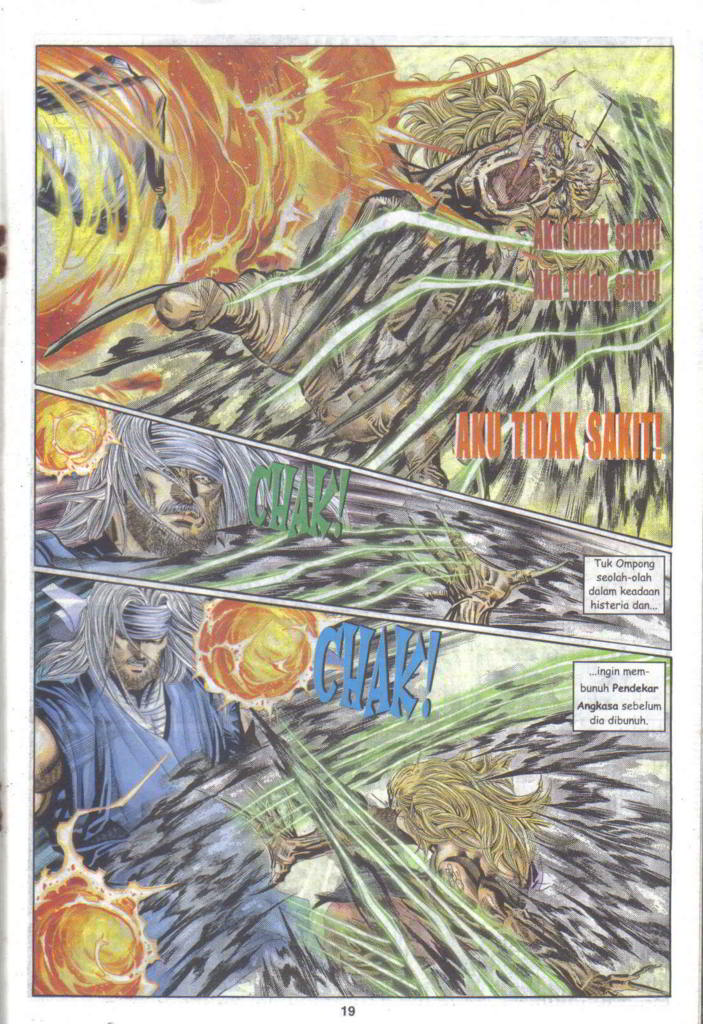 Aku tidak sakit!
Aku tidak sakit!
AKU TIDAK SAKIT!
CHAK!
Tuk Ompong
seolah-olah
dalam keadaan
histeria dan...
CHAK!
...ingin mem-
bunuh Pendekar
Angkasa sebelum
dia dibunuh.
19